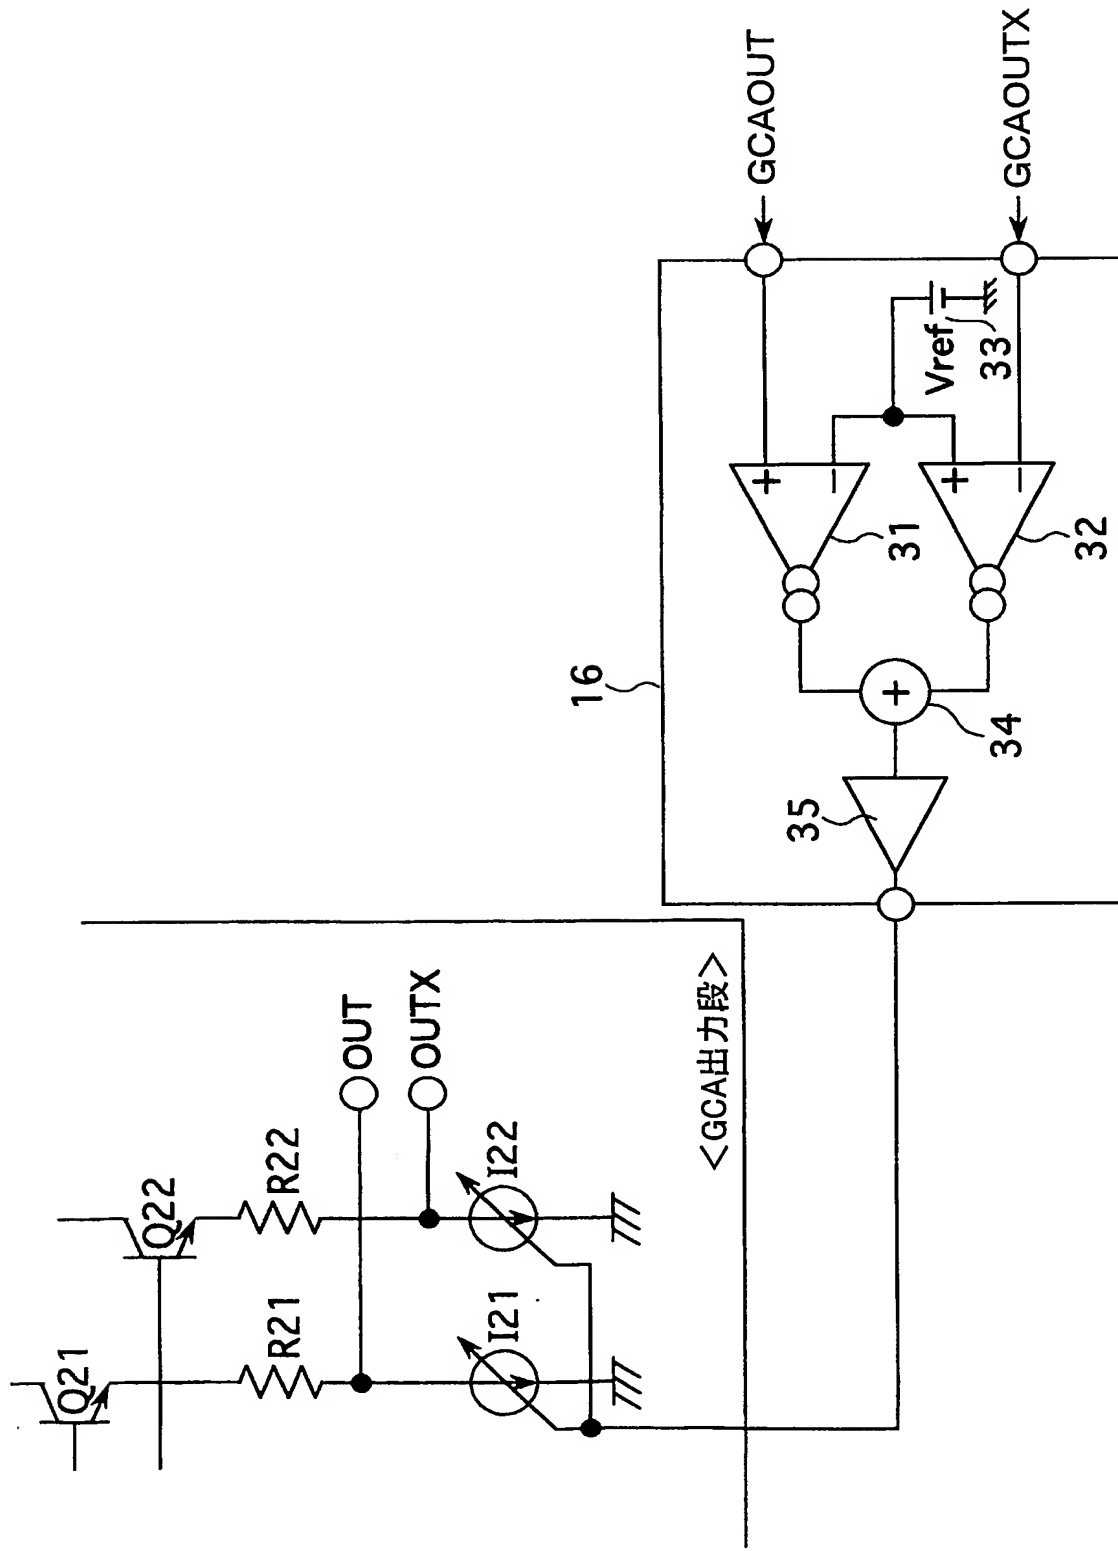 Q21
Q22
R21
R22
OUT
OUTX
I21
I22
<GCA出力段>
16
35
34
+
31
+
−
32
+
−
Vref
33
GCAOUT
GCAOUTX